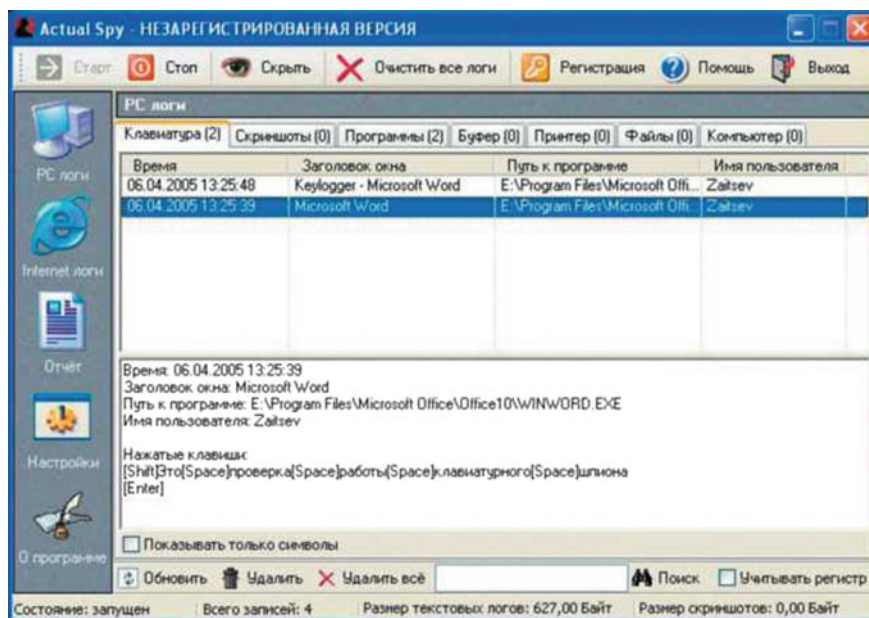 Actual Spy - НЕЗАРЕГИСТРИРОВАННАЯ ВЕРСИЯ
Старт Стоп Скрыть Очистить все логи Регистрация Помощь Выход
PC логи
Клавиатура (2) Скриншоты (0) Программы (2) Буфер (0) Принтер (0) Файлы (0) Компьютер (0)
Время Заголовок окна Путь к программе Имя пользователя
06.04.2005 13:25:48 Keylogger - Microsoft Word E:\Program Files\Microsoft Offi... Zaitsev
06.04.2005 13:25:39 Microsoft Word E:\Program Files\Microsoft Offi... Zaitsev
PC логи
Internet логи
Отчёт
Настройки
О программе
Время: 06.04.2005 13:25:39
Заголовок окна: Microsoft Word
Путь к программе: E:\Program Files\Microsoft Office\Office10\WINWORD.EXE
Имя пользователя: Zaitsev
Нажатые клавиши:
[Shift]Это[Space]проверка[Space]работы[Space]клавиатурного[Space]шпиона
[Enter]
Показывать только символы
Обновить Удалить Удалить всё Поиск Учитывать регистр
Состояние: запущен Всего записей: 4 Размер текстовых логов: 627,00 Байт Размер скриншотов: 0,00 Байт